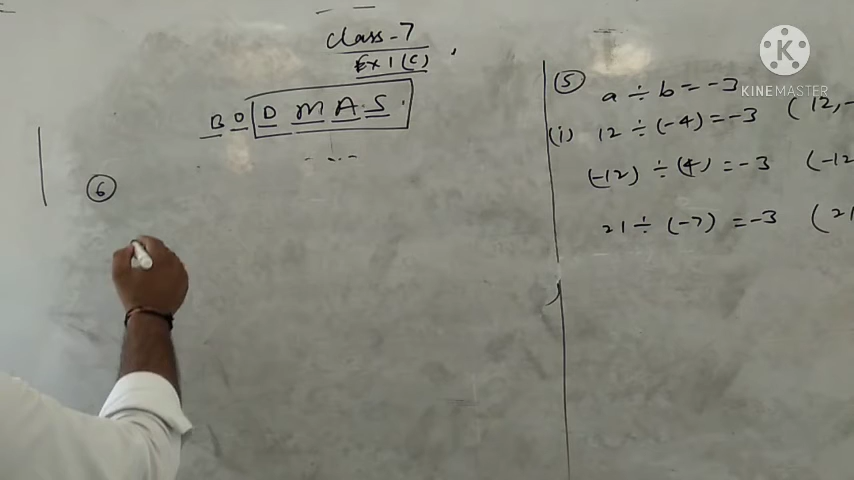 Class-7
Ex 1(c)
B O D M A S.
6
5 a ÷ b = -3
(i) 12 ÷ (-4) = -3 (12,-
(-12) ÷ (4) = -3 (-12
21 ÷ (-7) = -3 (21
KINEMASTER